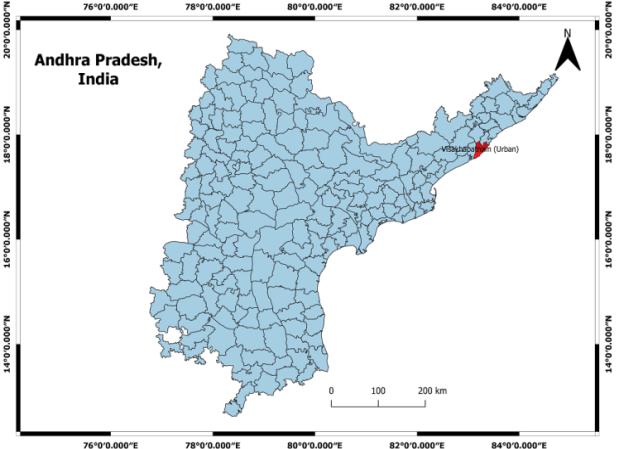 76°0'0.000"E 78°0'0.000"E 80°0'0.000"E 82°0'0.000"E 84°0'0.000"E
20°0'0.000"N
20°0'0.000"N
Andhra Pradesh,
India
N
18°0'0.000"N
Visakhapatnam (Urban)
18°0'0.000"N
16°0'0.000"N
16°0'0.000"N
14°0'0.000"N
14°0'0.000"N
0 100 200 km
76°0'0.000"E 78°0'0.000"E 80°0'0.000"E 82°0'0.000"E 84°0'0.000"E